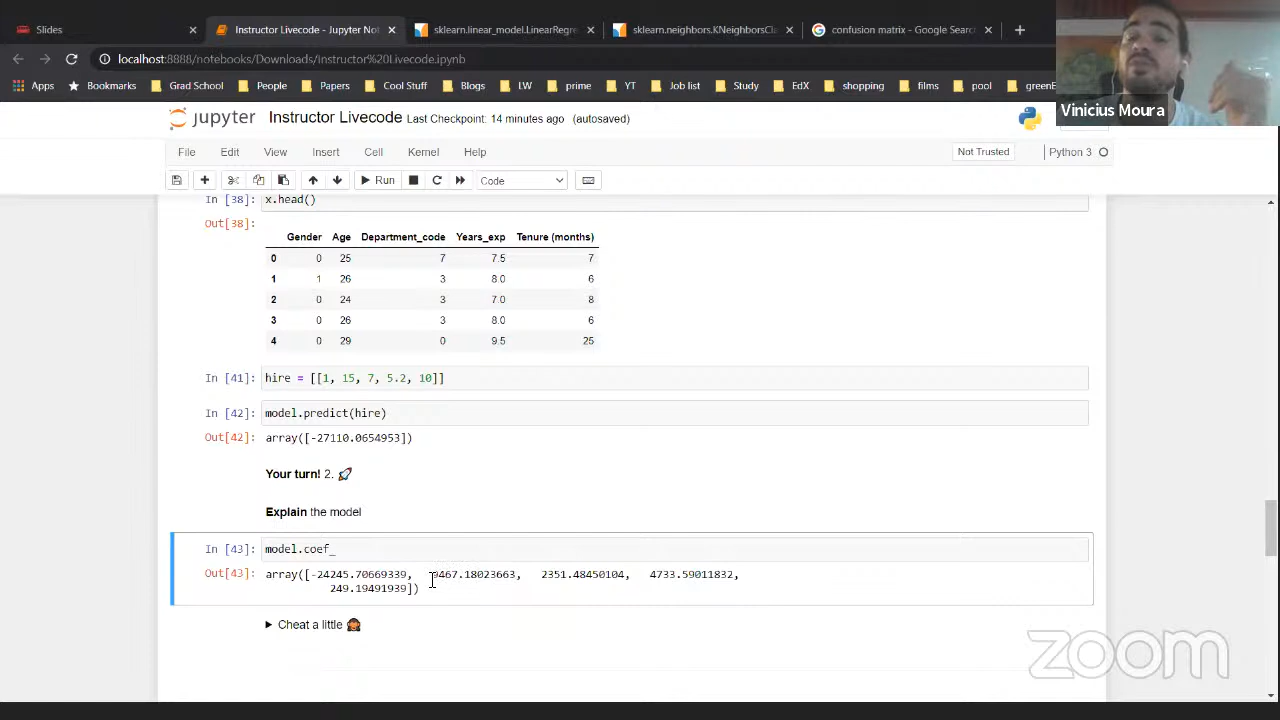 Slides
Instructor Livecode - Jupyter No
sklearn.linear_model.LinearRegre
sklearn.neighbors.KNeighborsCla
confusion matrix - Google Search
localhost:8888/notebooks/Downloads/Instructor%20Livecode.ipynb
Apps Bookmarks Grad School People Papers Cool Stuff Blogs LW prime YT Job list Study EdX shopping films pool greenE
Vinicius Moura
jupyter Instructor Livecode Last Checkpoint: 14 minutes ago (autosaved)
File Edit View Insert Cell Kernel Help Not Trusted Python 3
Run Code
In [38]: x.head()
Out[38]:
Gender Age Department_code Years_exp Tenure (months)
0 0 25 7 7.5 7
1 1 26 3 8.0 6
2 0 24 3 7.0 8
3 0 26 3 8.0 6
4 0 29 0 9.5 25
In [41]: hire = [[1, 15, 7, 5.2, 10]]
In [42]: model.predict(hire)
Out[42]: array([-27110.0654953])
Your turn! 2. 🚀
Explain the model
In [43]: model.coef_
Out[43]: array([-24245.70669339, 467.18023663, 2351.48450104, 4733.59011832,
249.19491939])
Cheat a little 🙈
zoom